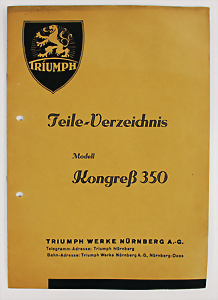 TRIUMPH
Teile-Verzeichnis
Modell
Kongreß 350
TRIUMPH WERKE NÜRNBERG A.-G.
Telegramm-Adresse: Triumph Nürnberg
Bahn-Adresse: Triumph Werke Nürnberg A.G., Nürnberg-Doos